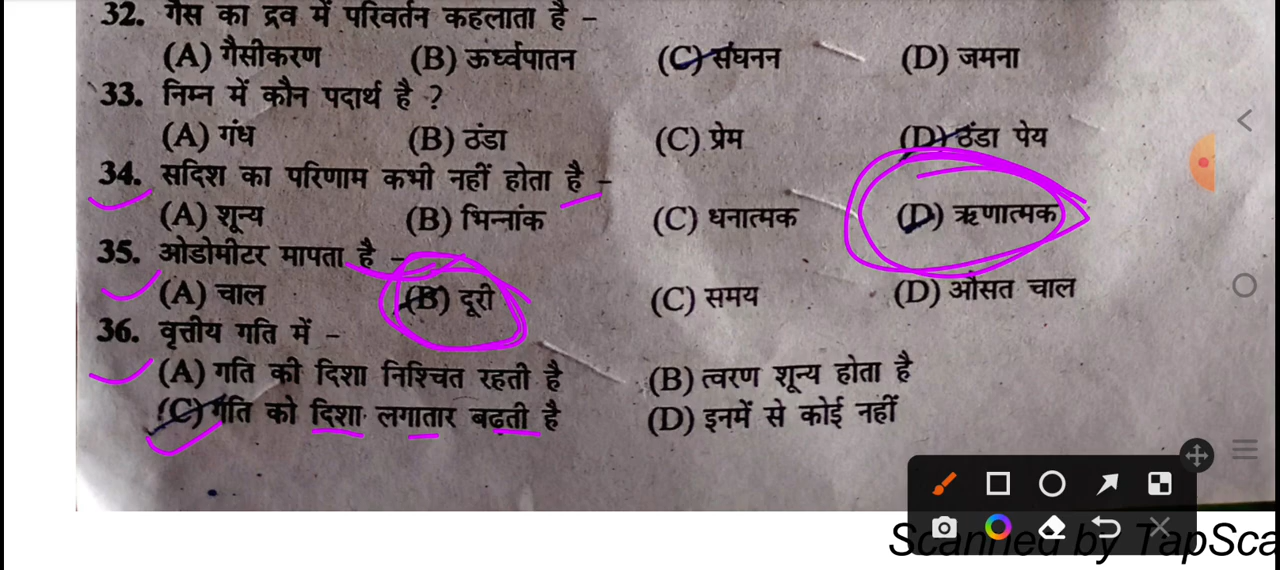 32. गैस का द्रव में परिवर्तन कहलाता है –
(A) गैसीकरण (B) ऊर्ध्वपातन (C) संघनन (D) जमना
33. निम्न में कौन पदार्थ है ?
(A) गंध (B) ठंडा (C) प्रेम (D) ठंडा पेय
34. सदिश का परिणाम कभी नहीं होता है –
(A) शून्य (B) भिन्नांक (C) धनात्मक (D) ऋणात्मक
35. ओडोमीटर मापता है –
(A) चाल (B) दूरी (C) समय (D) औसत चाल
36. वृत्तीय गति में –
(A) गति की दिशा निश्चित रहती है (B) त्वरण शून्य होता है
(C) गति को दिशा लगातार बढती है (D) इनमें से कोई नहीं
Scanned by TapSca